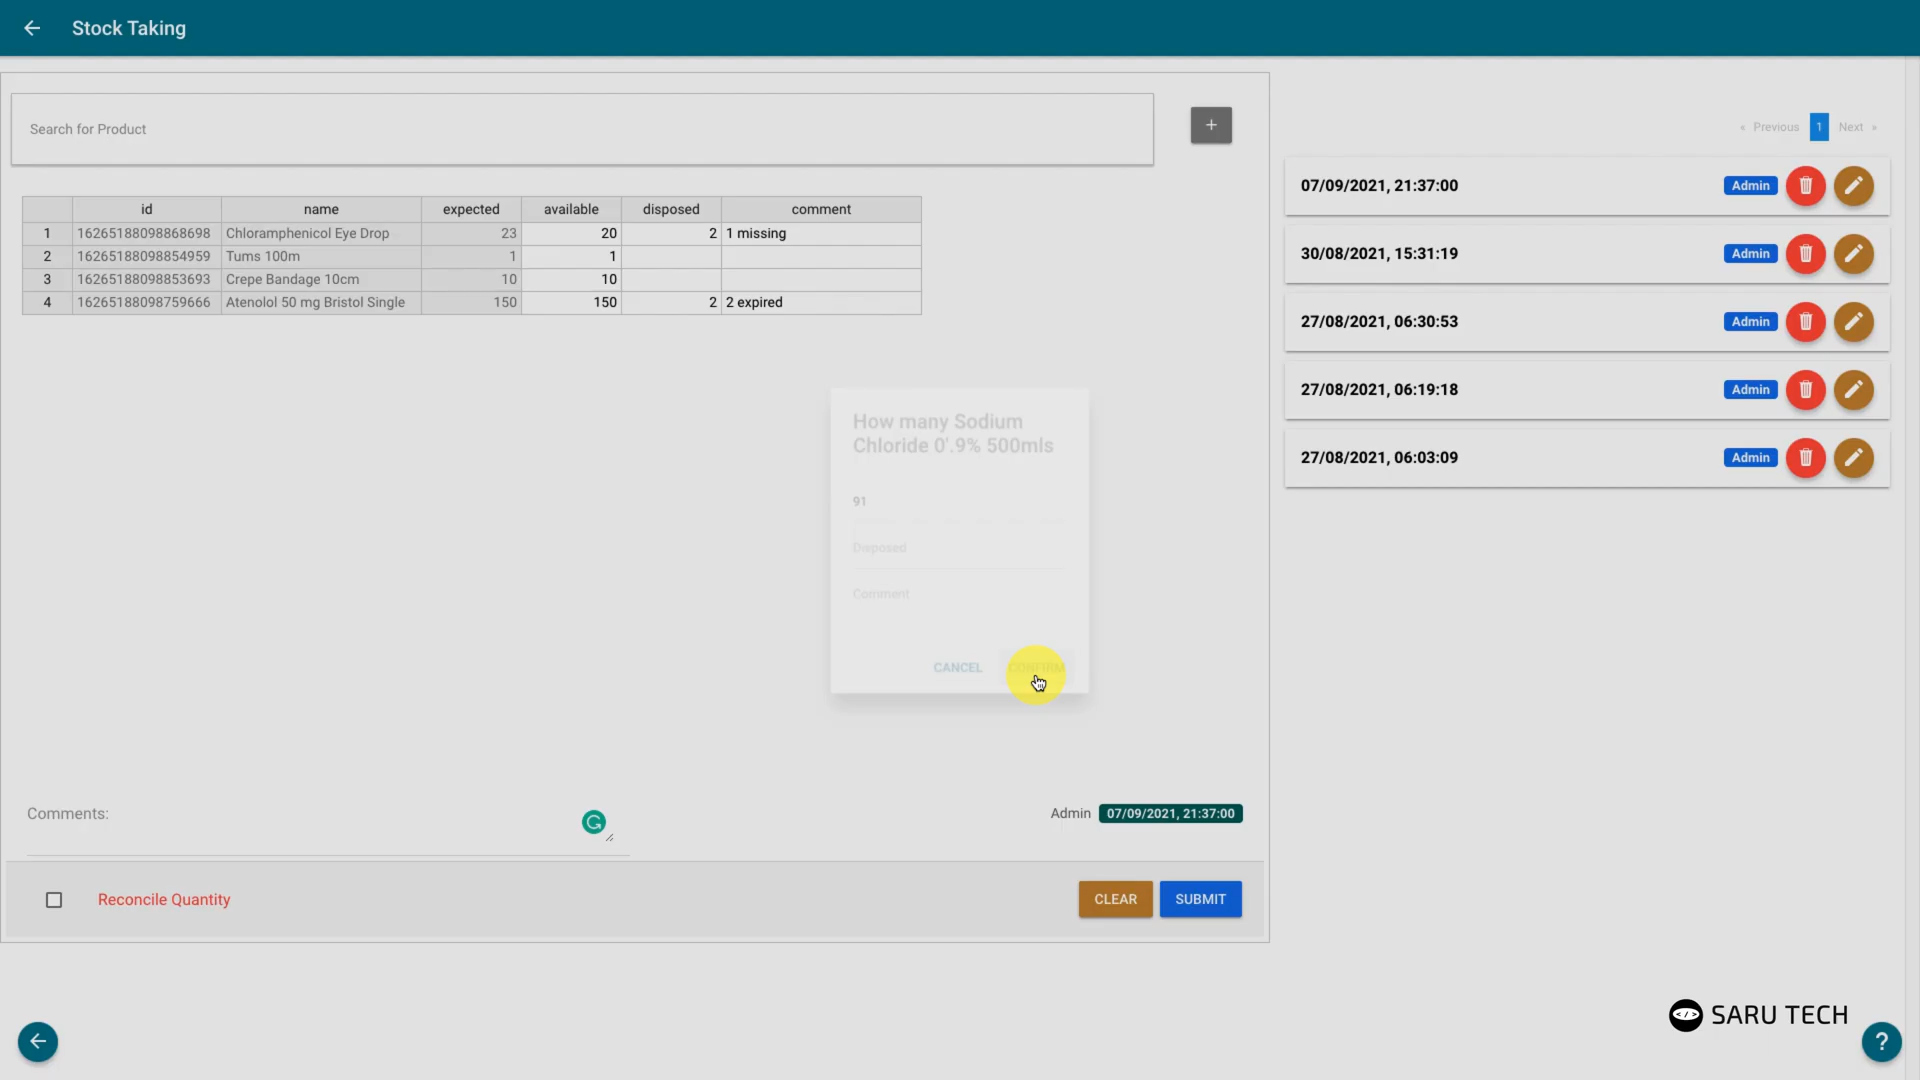 Stock Taking
Search for Product
+
« Previous 1 Next »
id name expected available disposed comment
1 16265188098868698 Chloramphenicol Eye Drop 23 20 2 1 missing
2 16265188098854959 Tums 100m 1 1
3 16265188098853693 Crepe Bandage 10cm 10 10
4 16265188098759666 Atenolol 50 mg Bristol Single 150 150 2 2 expired
07/09/2021, 21:37:00 Admin
30/08/2021, 15:31:19 Admin
27/08/2021, 06:30:53 Admin
27/08/2021, 06:19:18 Admin
27/08/2021, 06:03:09 Admin
How many Sodium
Chloride 0'.9% 500mls
91
Disposed
Comment
CANCEL CONFIRM
Comments:
Admin 07/09/2021, 21:37:00
Reconcile Quantity
CLEAR SUBMIT
SARU TECH
?